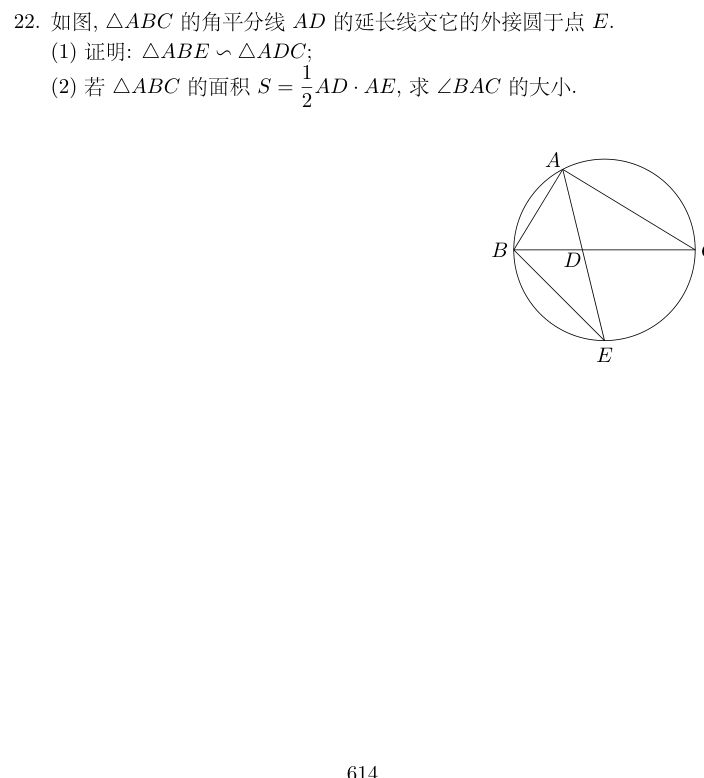 22. 如图, △ABC 的角平分线 AD 的延长线交它的外接圆于点 E.
(1) 证明: △ABE ∽ △ADC;
(2) 若 △ABC 的面积 S = 1/2 AD · AE, 求 ∠BAC 的大小.
A
B
D
E
614